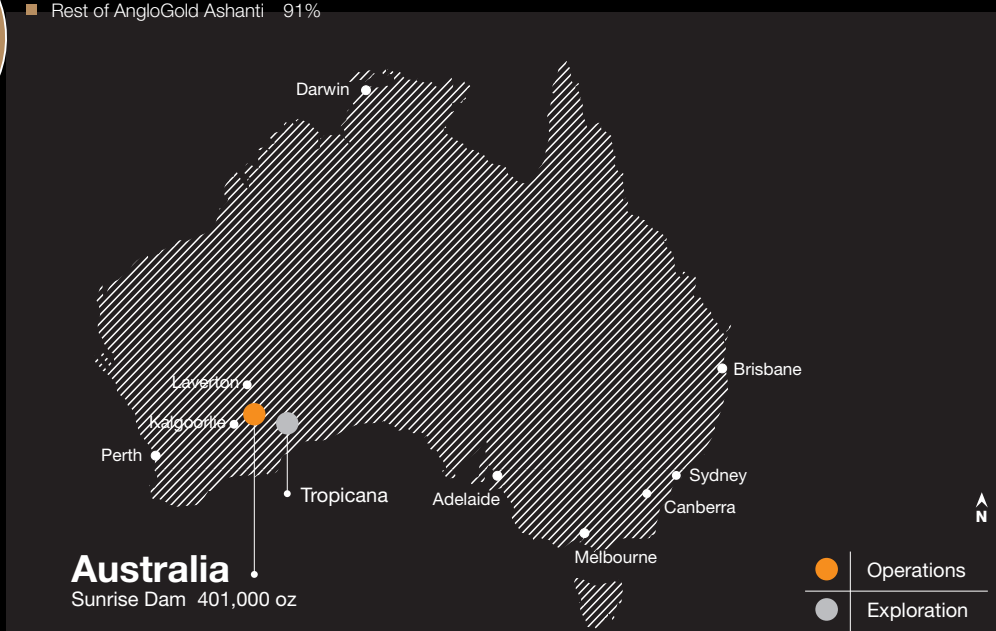 Rest of AngloGold Ashanti 91%
Darwin
Brisbane
Laverton
Kalgoorlie
Perth
Sydney
Tropicana
Adelaide
Canberra
N
Melbourne
Australia
Sunrise Dam 401,000 oz
Operations
Exploration